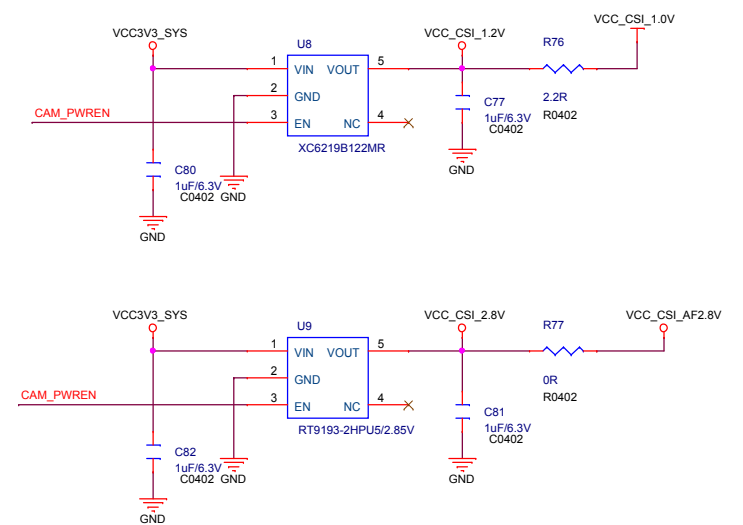 VCC_CSI_1.0V
VCC3V3_SYS
U8
VCC_CSI_1.2V
R76
1 VIN VOUT 5
2 GND
C77
2.2R
1uF/6.3V
R0402
C0402
CAM_PWREN
3 EN NC 4
XC6219B122MR
C80
1uF/6.3V
C0402
GND
GND
GND
VCC3V3_SYS
U9
VCC_CSI_2.8V
R77
VCC_CSI_AF2.8V
1 VIN VOUT 5
2 GND
0R
R0402
CAM_PWREN
3 EN NC 4
C81
1uF/6.3V
C0402
RT9193-2HPU5/2.85V
C82
1uF/6.3V
C0402
GND
GND
GND